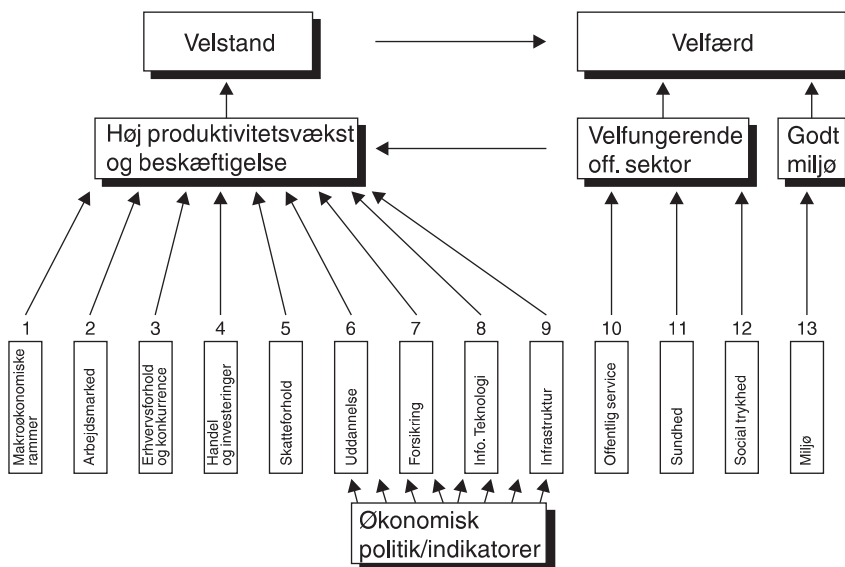 Velstand
Velfærd
Høj produktivitetsvækst
og beskæftigelse
Velfungerende
off. sektor
Godt
miljø
1
2
3
4
5
6
7
8
9
10
11
12
13
Makroøkonomiske
rammer
Arbejdsmarked
Erhvervsforhold
og konkurrence
Handel
og investeringer
Skatteforhold
Uddannelse
Forsikring
Info. Teknologi
Infrastruktur
Offentlig service
Sundhed
Social trykhed
Miljø
Økonomisk
politik/indikatorer